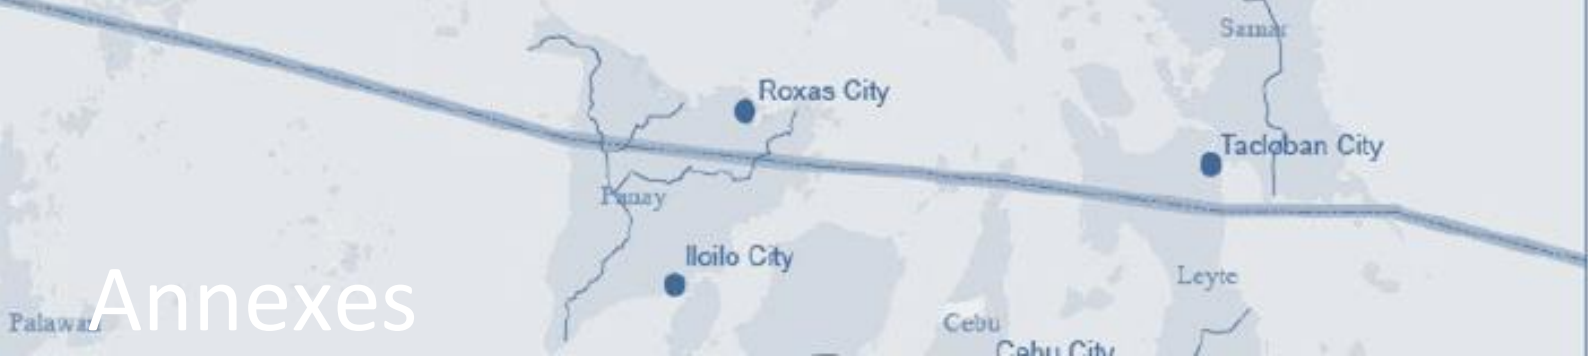 Samar
Roxas City
Tacloban City
Panay
Iloilo City
Leyte
Annexes
Palawan
Cebu
Cebu City